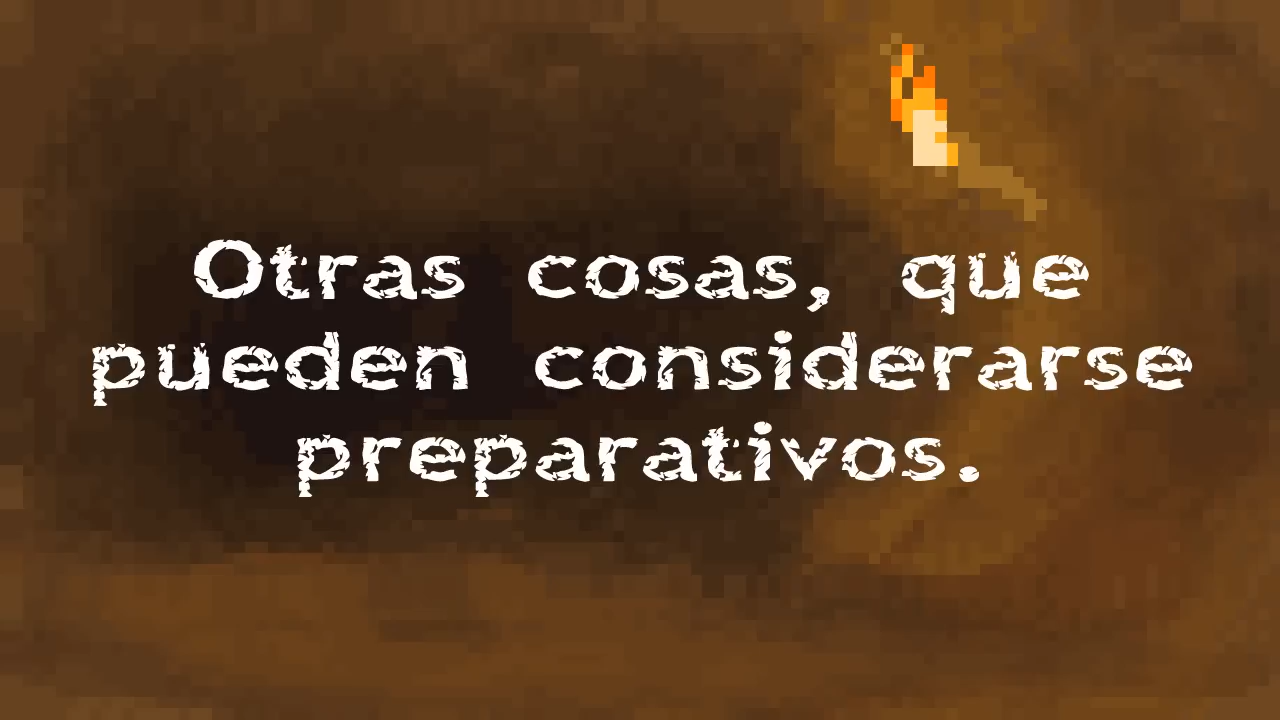 Otras cosas, que
pueden considerarse
preparativos.